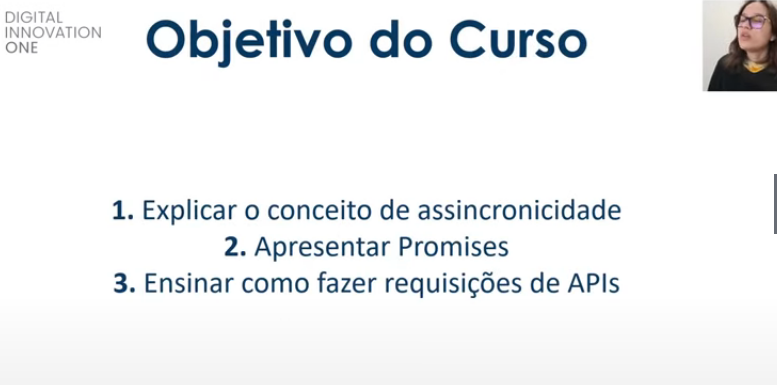 DIGITAL
INNOVATION
ONE
Objetivo do Curso
1. Explicar o conceito de assincronicidade
2. Apresentar Promises
3. Ensinar como fazer requisições de APIs